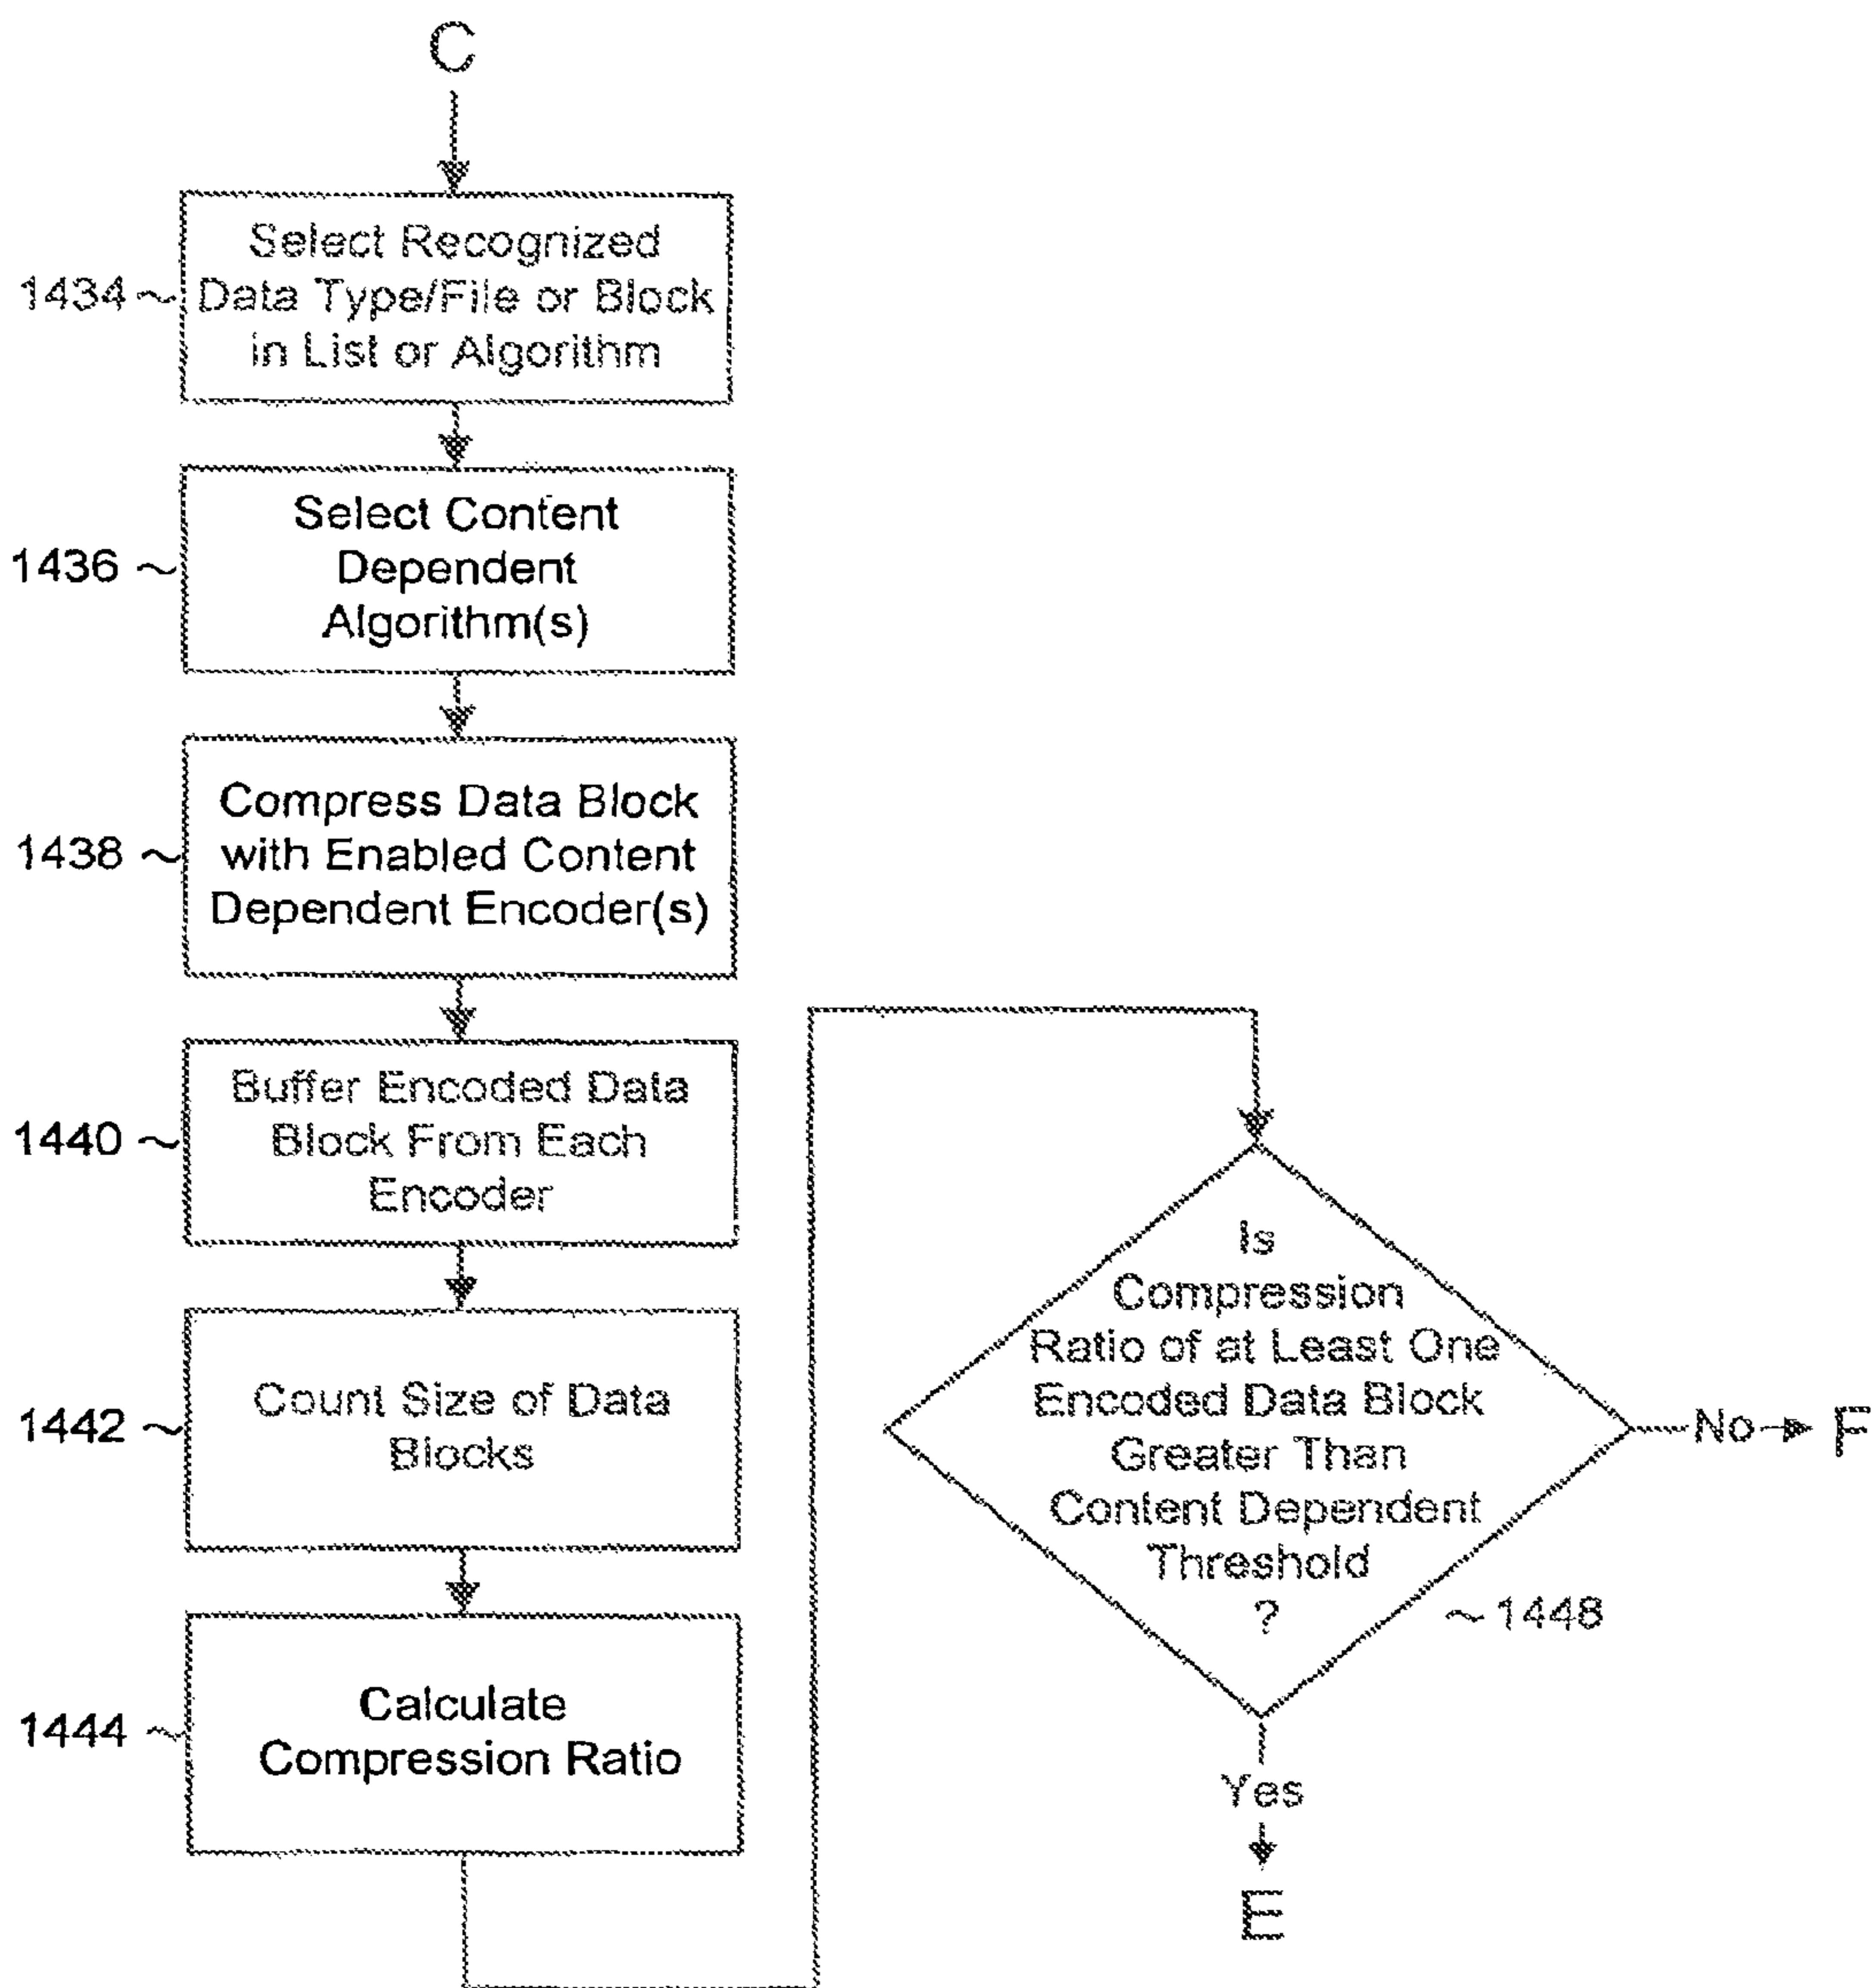 C
1434 ~
Select Recognized
Data Type/File or Block
in List or Algorithm
1436 ~
Select Content
Dependent
Algorithm(s)
1438 ~
Compress Data Block
with Enabled Content
Dependent Encoder(s)
1440 ~
Buffer Encoded Data
Block From Each
Encoder
1442 ~
Count Size of Data
Blocks
1444 ~
Calculate
Compression Ratio
Is
Compression
Ratio of at Least One
Encoded Data Block
Greater Than
Content Dependent
Threshold
?
~ 1448
No
F
Yes
E